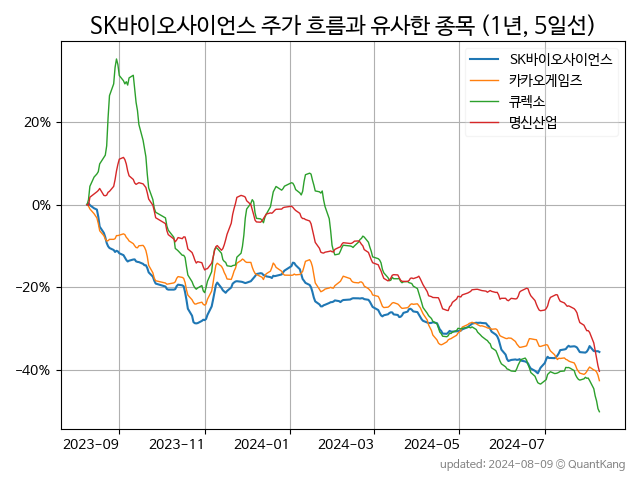 SK바이오사이언스 주가 흐름과 유사한 종목 (1년, 5일선)
SK바이오사이언스
카카오게임즈
큐렉소
명신산업
20%
0%
−20%
−40%
2023-09 2023-11 2024-01 2024-03 2024-05 2024-07
updated: 2024-08-09 © QuantKang